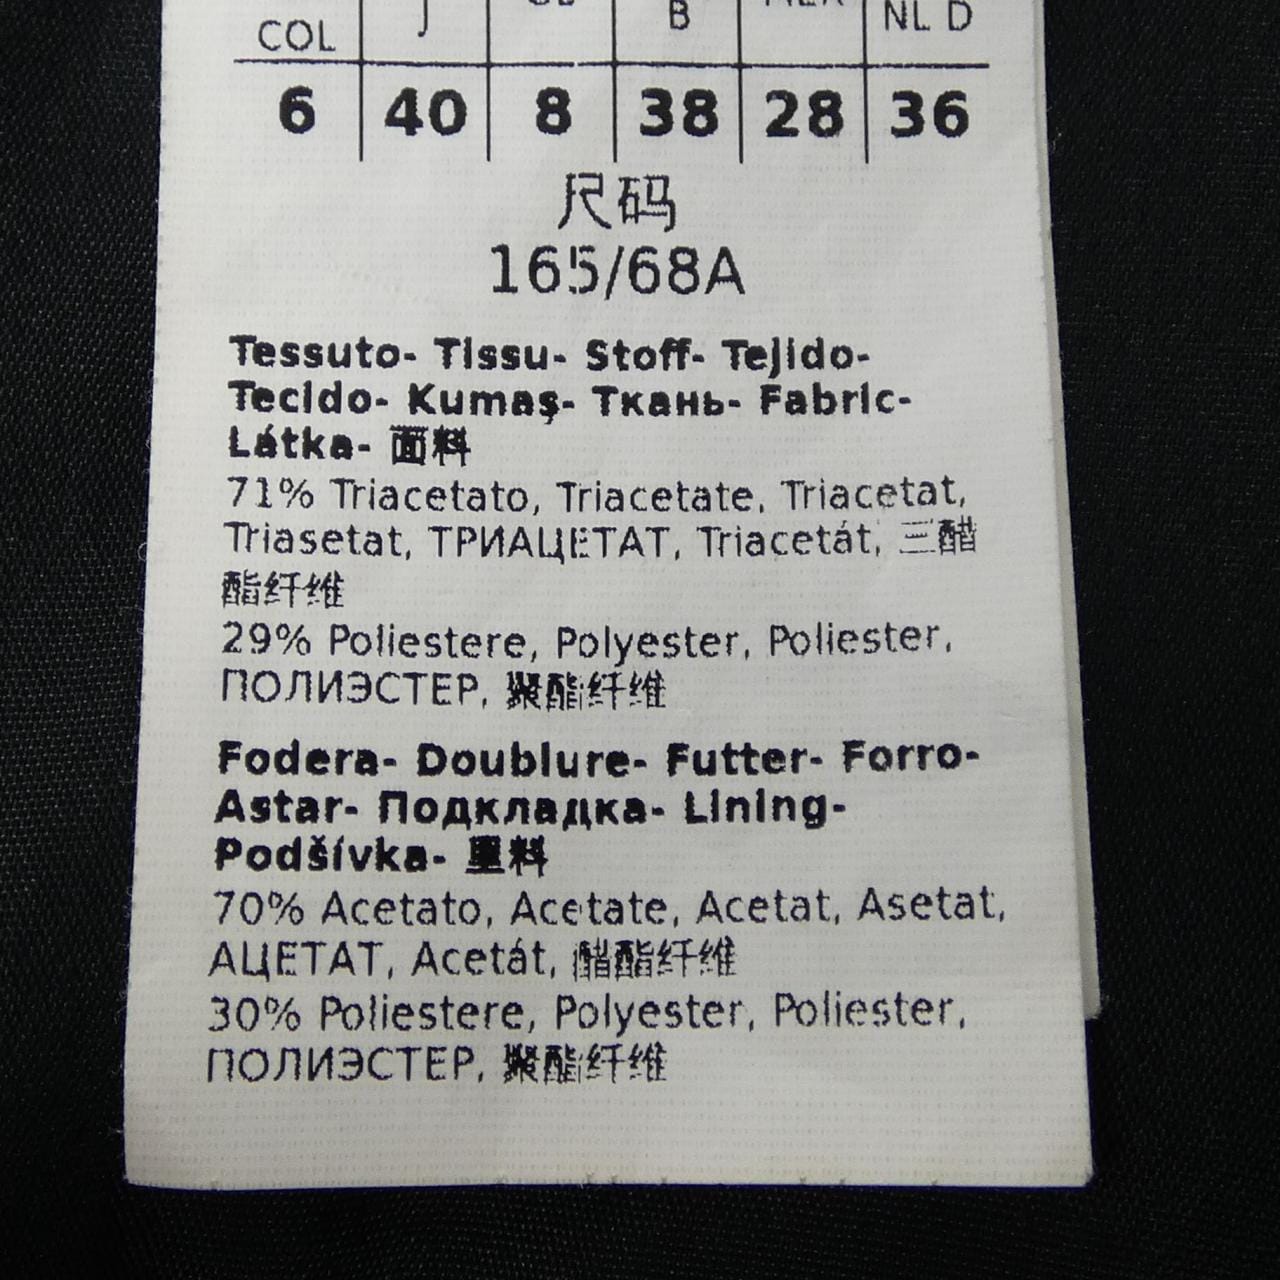 COL J B NL D
6 40 8 38 28 36
尺码
165/68A
Tessuto- Tissu- Stoff- Tejido-
Tecido- Kumaş- Ткань- Fabric-
Látka- 面料
71% Triacetato, Triacetate, Triacetat,
Triasetat, ТРИАЦЕТАТ, Triacetát, 三醋
酯纤维
29% Poliestere, Polyester, Poliester,
ПОЛИЭСТЕР, 聚酯纤维
Fodera- Doublure- Futter- Forro-
Astar- Подкладка- Lining-
Podšívka- 里料
70% Acetato, Acetate, Acetat, Asetat,
АЦЕТАТ, Acetát, 醋酯纤维
30% Poliestere, Polyester, Poliester,
ПОЛИЭСТЕР, 聚酯纤维